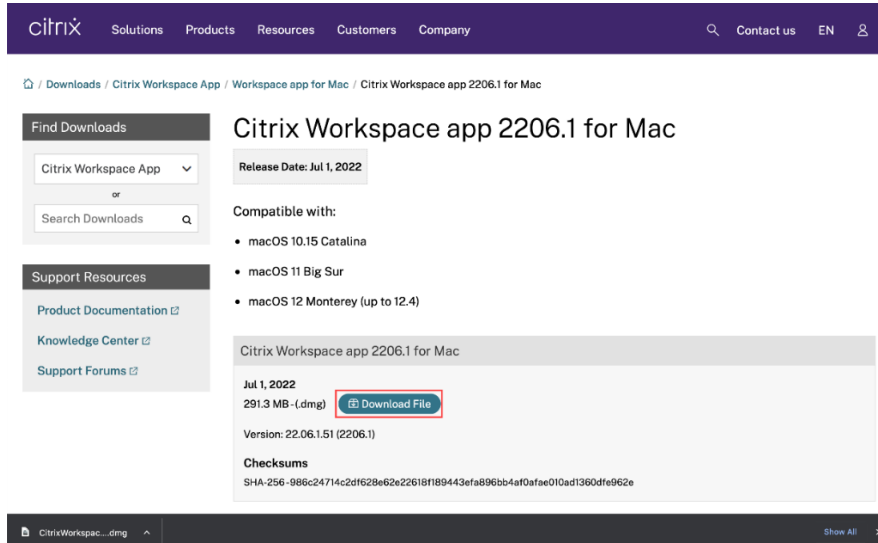 citrix Solutions Products Resources Customers Company Contact us EN
/ Downloads / Citrix Workspace App / Workspace app for Mac / Citrix Workspace app 2206.1 for Mac
Find Downloads
Citrix Workspace App
or
Search Downloads
Support Resources
Product Documentation
Knowledge Center
Support Forums
Citrix Workspace app 2206.1 for Mac
Release Date: Jul 1, 2022
Compatible with:
• macOS 10.15 Catalina
• macOS 11 Big Sur
• macOS 12 Monterey (up to 12.4)
Citrix Workspace app 2206.1 for Mac
Jul 1, 2022
291.3 MB-(.dmg) Download File
Version: 22.06.1.51 (2206.1)
Checksums
SHA-256-986c24714c2df628e62e22618f189443efa896bb4af0afae010ad1360dfe962e
CitrixWorkspac....dmg Show All